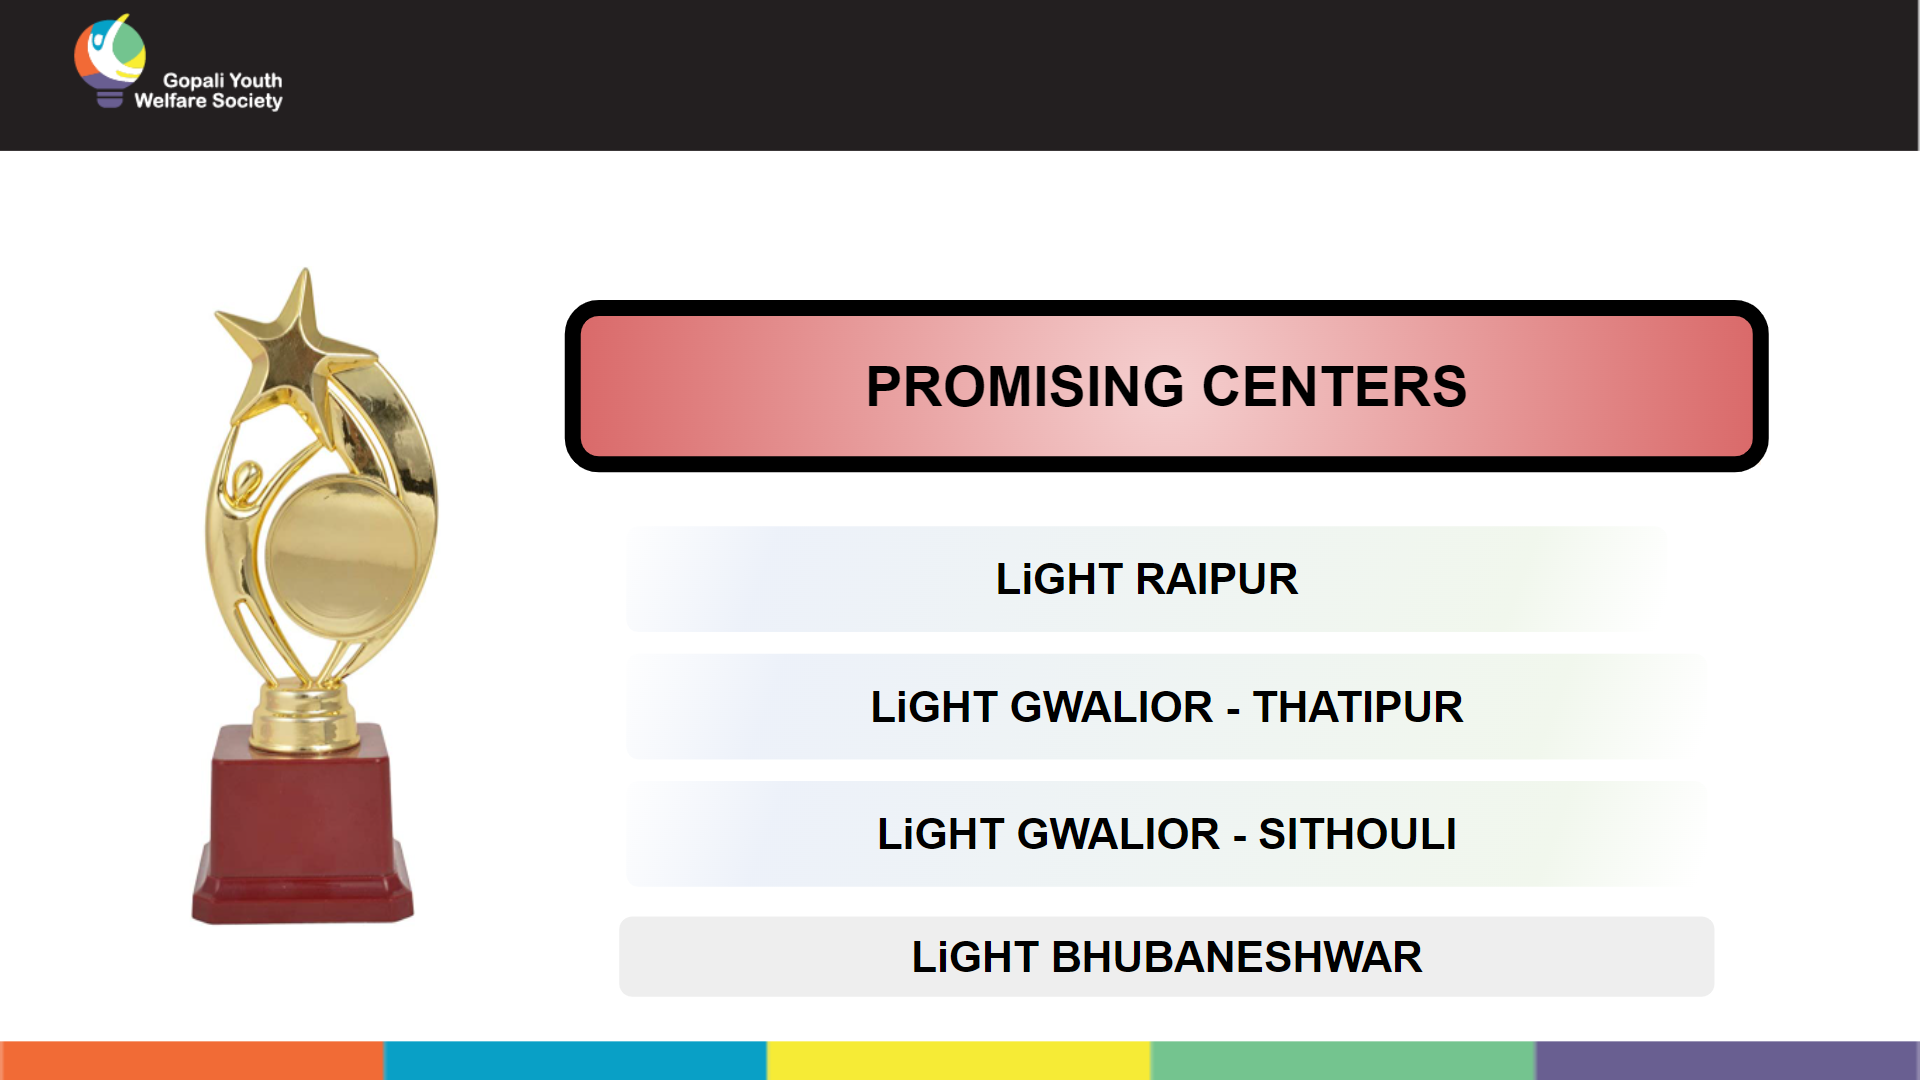 Gopali Youth
Welfare Society
PROMISING CENTERS
LiGHT RAIPUR
LiGHT GWALIOR - THATIPUR
LiGHT GWALIOR - SITHOULI
LiGHT BHUBANESHWAR